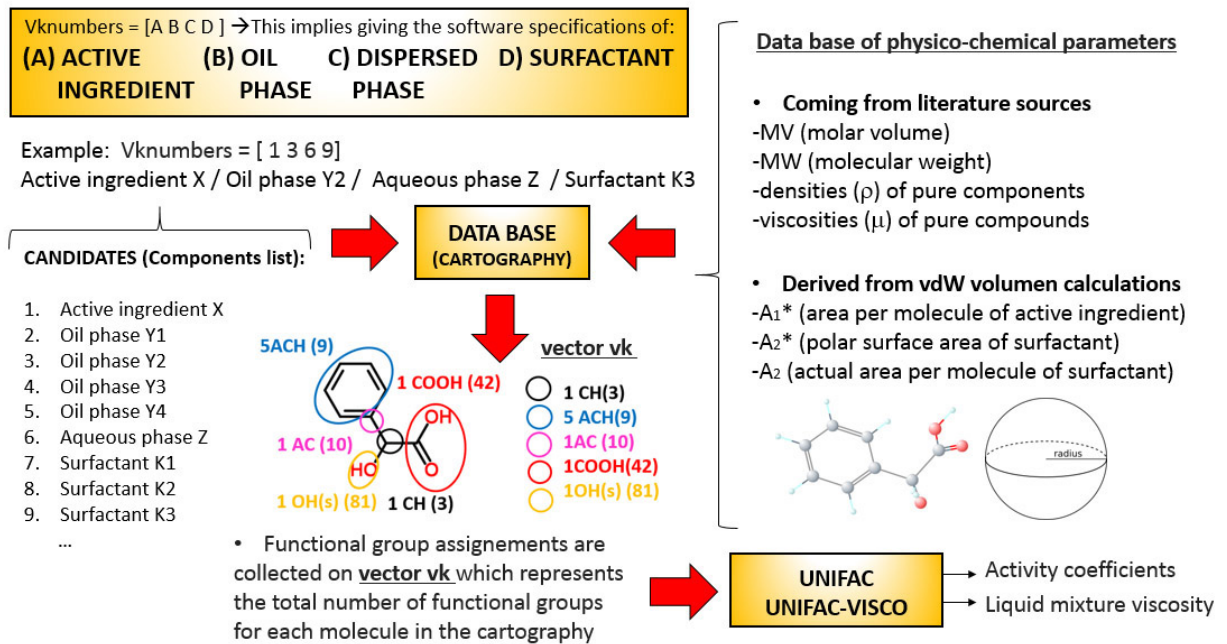 Vknumbers = [A B C D ] →This implies giving the software specifications of:
(A) ACTIVE INGREDIENT
(B) OIL PHASE
C) DISPERSED PHASE
D) SURFACTANT
Example: Vknumbers = [ 1 3 6 9]
Active ingredient X / Oil phase Y2 / Aqueous phase Z / Surfactant K3
CANDIDATES (Components list):
1. Active ingredient X
2. Oil phase Y1
3. Oil phase Y2
4. Oil phase Y3
5. Oil phase Y4
6. Aqueous phase Z
7. Surfactant K1
8. Surfactant K2
9. Surfactant K3
...
DATA BASE
(CARTOGRAPHY)
5ACH (9)
1 COOH (42)
OH
1 AC (10)
HO
O
1 OH(s) (81)
1 CH (3)
vector vk
1 CH(3)
5 ACH(9)
1AC (10)
1COOH(42)
1OH(s) (81)
• Functional group assignements are
collected on vector vk which represents
the total number of functional groups
for each molecule in the cartography
Data base of physico-chemical parameters
• Coming from literature sources
-MV (molar volume)
-MW (molecular weight)
-densities (ρ) of pure components
-viscosities (μ) of pure compounds
• Derived from vdW volumen calculations
-A1* (area per molecule of active ingredient)
-A2* (polar surface area of surfactant)
-A2 (actual area per molecule of surfactant)
radius
UNIFAC
UNIFAC-VISCO
Activity coefficients
Liquid mixture viscosity